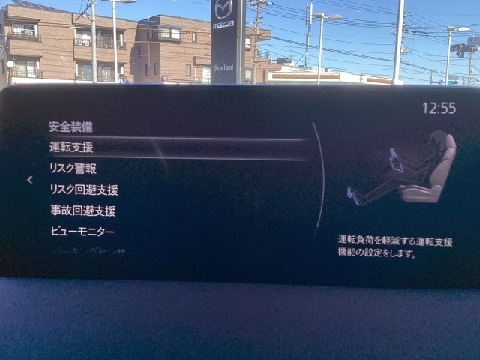 mazda
12:55
安全装備
運転支援
リスク警報
リスク回避支援
事故回避支援
ビューモニター
運転負荷を軽減する運転支援
機能の設定をします。